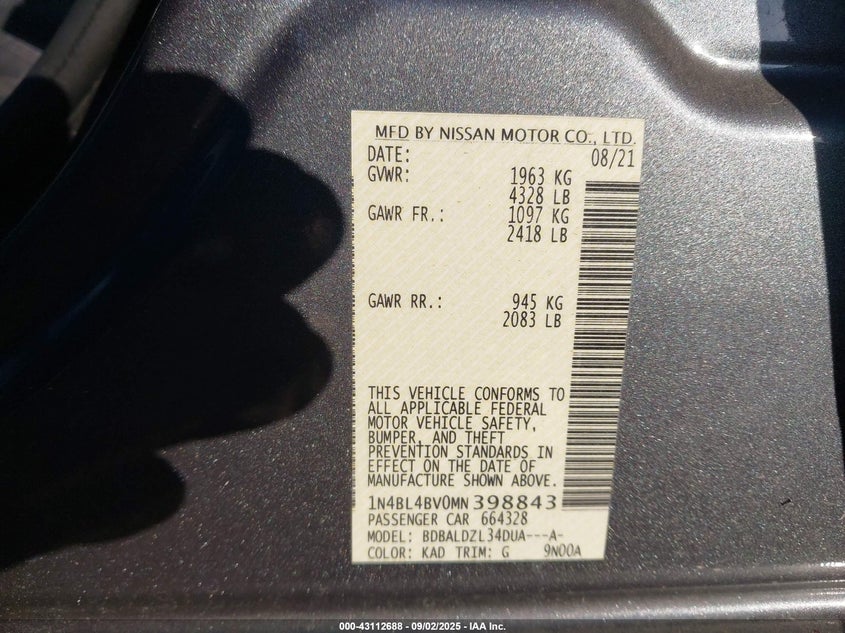 MFD BY NISSAN MOTOR CO., LTD.
DATE: 08/21
GVWR: 1963 KG
4328 LB
GAWR FR.: 1097 KG
2418 LB
GAWR RR.: 945 KG
2083 LB
THIS VEHICLE CONFORMS TO
ALL APPLICABLE FEDERAL
MOTOR VEHICLE SAFETY,
BUMPER, AND THEFT
PREVENTION STANDARDS IN
EFFECT ON THE DATE OF
MANUFACTURE SHOWN ABOVE.
1N4BL4BV0MN398843
PASSENGER CAR 664328
MODEL: BDBALDZL34DUA---A-
COLOR: KAD TRIM: G 9N00A
000-43112688 - 09/02/2025 - IAA Inc.